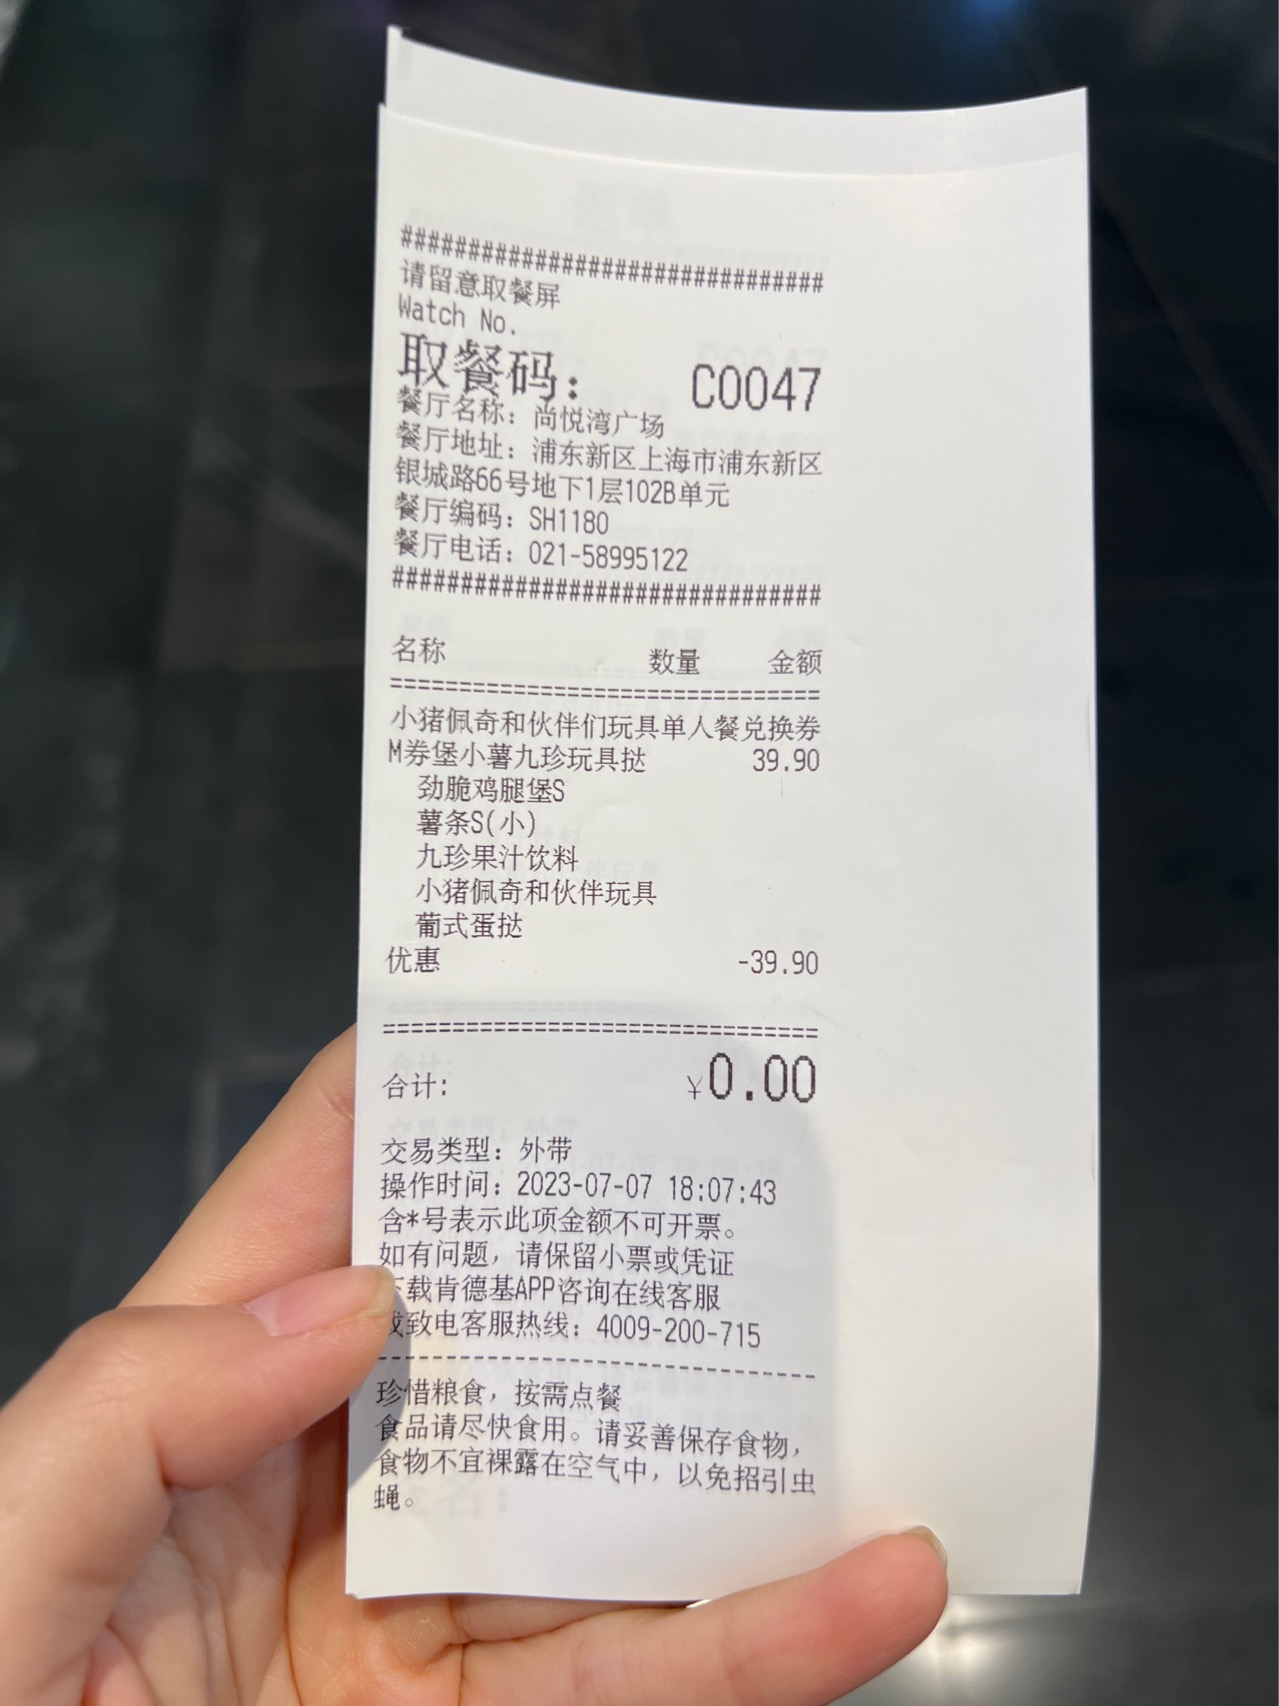 ################################
请留意取餐屏
Watch No.
取餐码： C0047
餐厅名称：尚悦湾广场
餐厅地址：浦东新区上海市浦东新区
银城路66号地下1层102B单元
餐厅编码：SH1180
餐厅电话：021-58995122
################################
名称 数量 金额
================================
小猪佩奇和伙伴们玩具单人餐兑换券
M券堡小薯九珍玩具挞 39.90
劲脆鸡腿堡S
薯条S(小)
九珍果汁饮料
小猪佩奇和伙伴玩具
葡式蛋挞
优惠 -39.90
================================
合计: ¥0.00
交易类型：外带
操作时间：2023-07-07 18:07:43
含*号表示此项金额不可开票。
如有问题，请保留小票或凭证
下载肯德基APP咨询在线客服
或致电客服热线：4009-200-715
--------------------------------
珍惜粮食，按需点餐
食品请尽快食用。请妥善保存食物，
食物不宜裸露在空气中，以免招引虫
蝇。